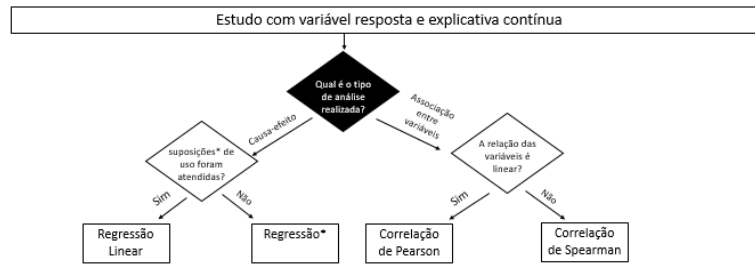 Estudo com variável resposta e explicativa contínua
Qual é o tipo
de análise
realizada?
Causa-efeito
Associação
entre
variáveis
suposições* de
uso foram
atendidas?
A relação das
variáveis é
linear?
Sim
Não
Sim
Não
Regressão
Linear
Regressão*
Correlação
de Pearson
Correlação
de Spearman